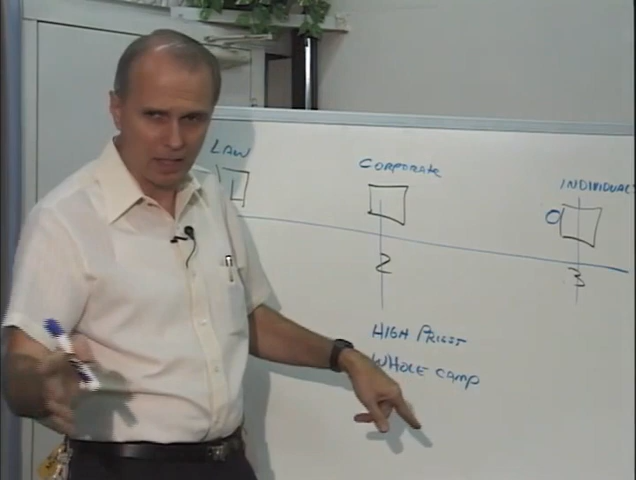 LAW
CORPORATE
INDIVIDUAL
O
2
3
HIGH PRIEST
WHOLE CAMP